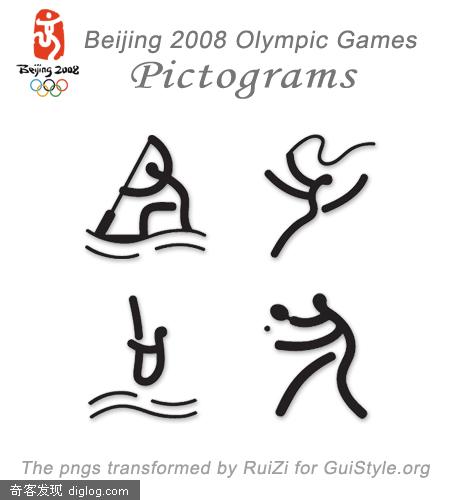 Beijing 2008 Olympic Games
Pictograms
Beijing 2008
The pngs transformed by RuiZi for GuiStyle.org
奇客发现 diglog.com